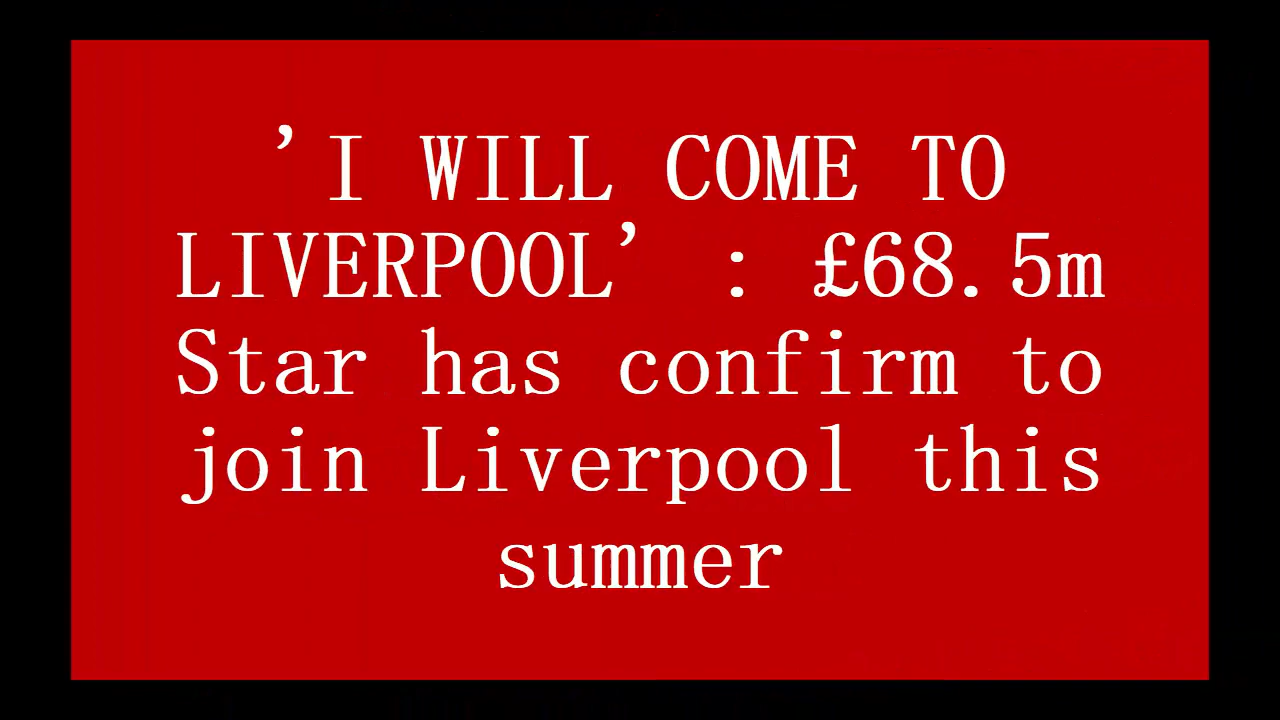 ’I WILL COME TO
LIVERPOOL’ : £68.5m
Star has confirm to
join Liverpool this
summer